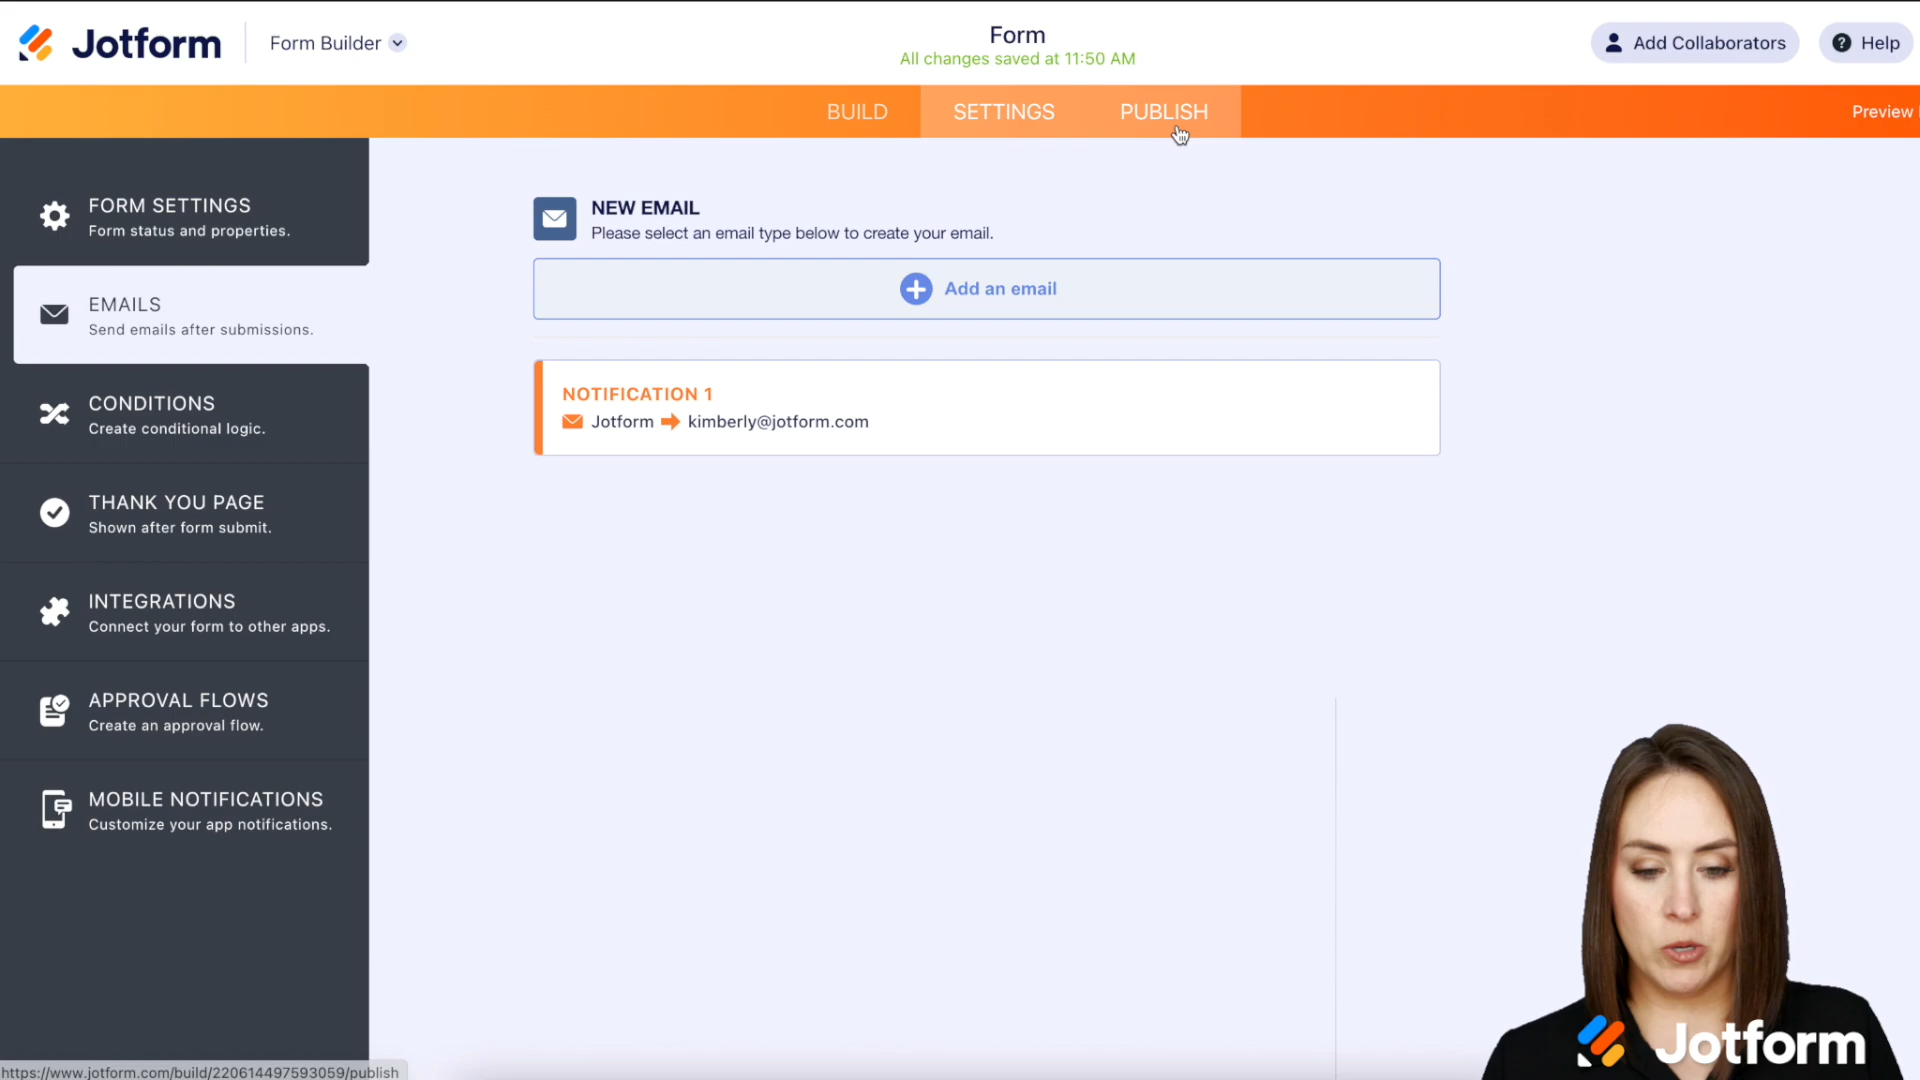 Jotform
Form Builder
Form
All changes saved at 11:50 AM
Add Collaborators
Help
BUILD
SETTINGS
PUBLISH
Preview
FORM SETTINGS
Form status and properties.
EMAILS
Send emails after submissions.
CONDITIONS
Create conditional logic.
THANK YOU PAGE
Shown after form submit.
INTEGRATIONS
Connect your form to other apps.
APPROVAL FLOWS
Create an approval flow.
MOBILE NOTIFICATIONS
Customize your app notifications.
NEW EMAIL
Please select an email type below to create your email.
Add an email
NOTIFICATION 1
Jotform kimberly@jotform.com
https://www.jotform.com/build/220614497593059/publish
Jotform